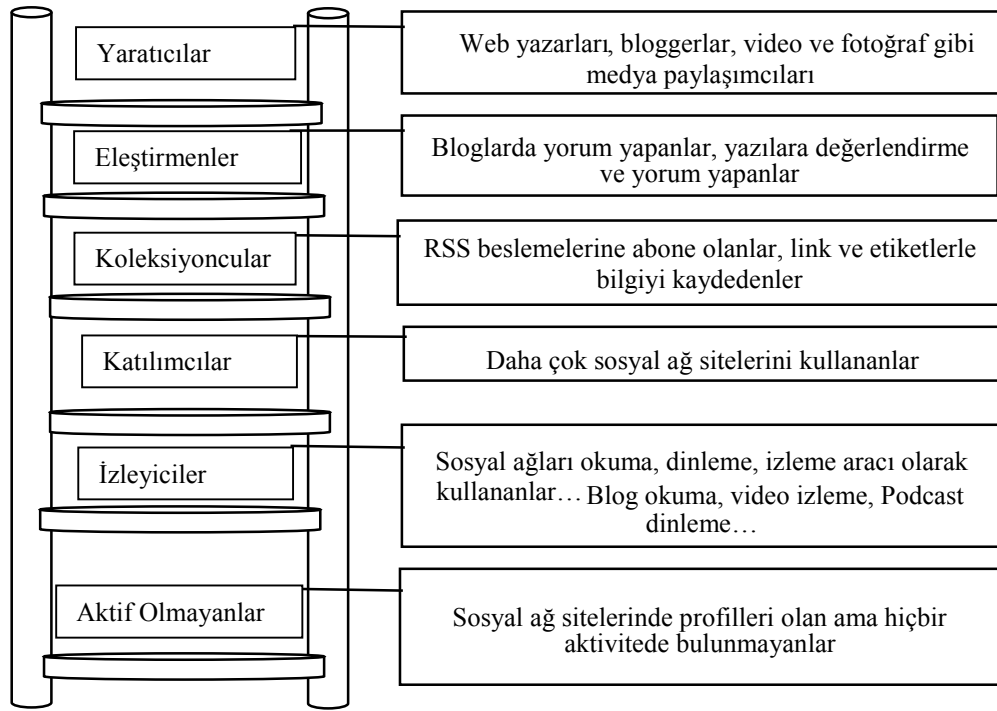 Yaratıcılar
Web yazarları, bloggerlar, video ve fotoğraf gibi
medya paylaşımcıları
Eleştirmenler
Bloglarda yorum yapanlar, yazılara değerlendirme
ve yorum yapanlar
Koleksiyoncular
RSS beslemelerine abone olanlar, link ve etiketlerle
bilgiyi kaydedenler
Katılımcılar
Daha çok sosyal ağ sitelerini kullananlar
İzleyiciler
Sosyal ağları okuma, dinleme, izleme aracı olarak
kullananlar… Blog okuma, video izleme, Podcast
dinleme…
Aktif Olmayanlar
Sosyal ağ sitelerinde profilleri olan ama hiçbir
aktivitede bulunmayanlar